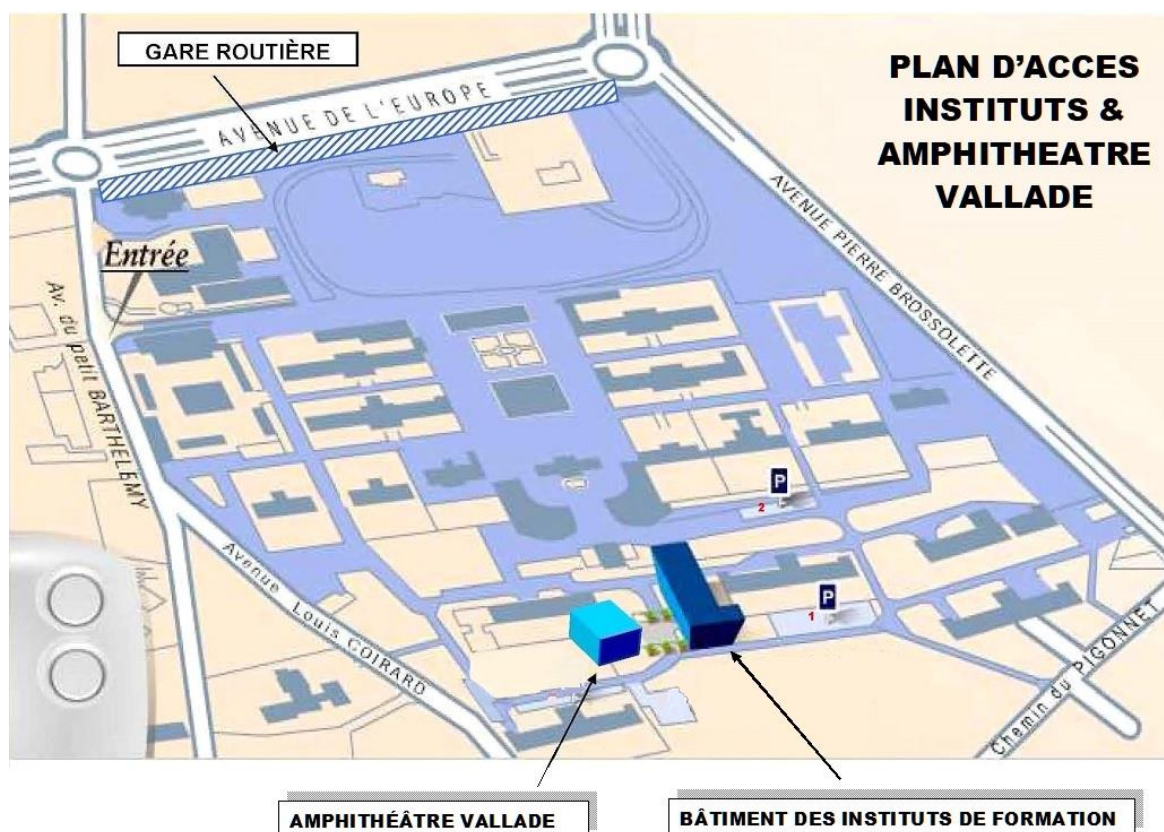 GARE ROUTIÈRE
PLAN D'ACCES
INSTITUTS &
AMPHITHEATRE
VALLADE
AVENUE DE L'EUROPE
AVENUE PIERRE BROSSOLETTE
Entrée
Av. du petit BARTHELEMY
P
2
P
1
Avenue Louis COIRARD
Chemin du PIGONNET
AMPHITHÉÂTRE VALLADE
BÂTIMENT DES INSTITUTS DE FORMATION